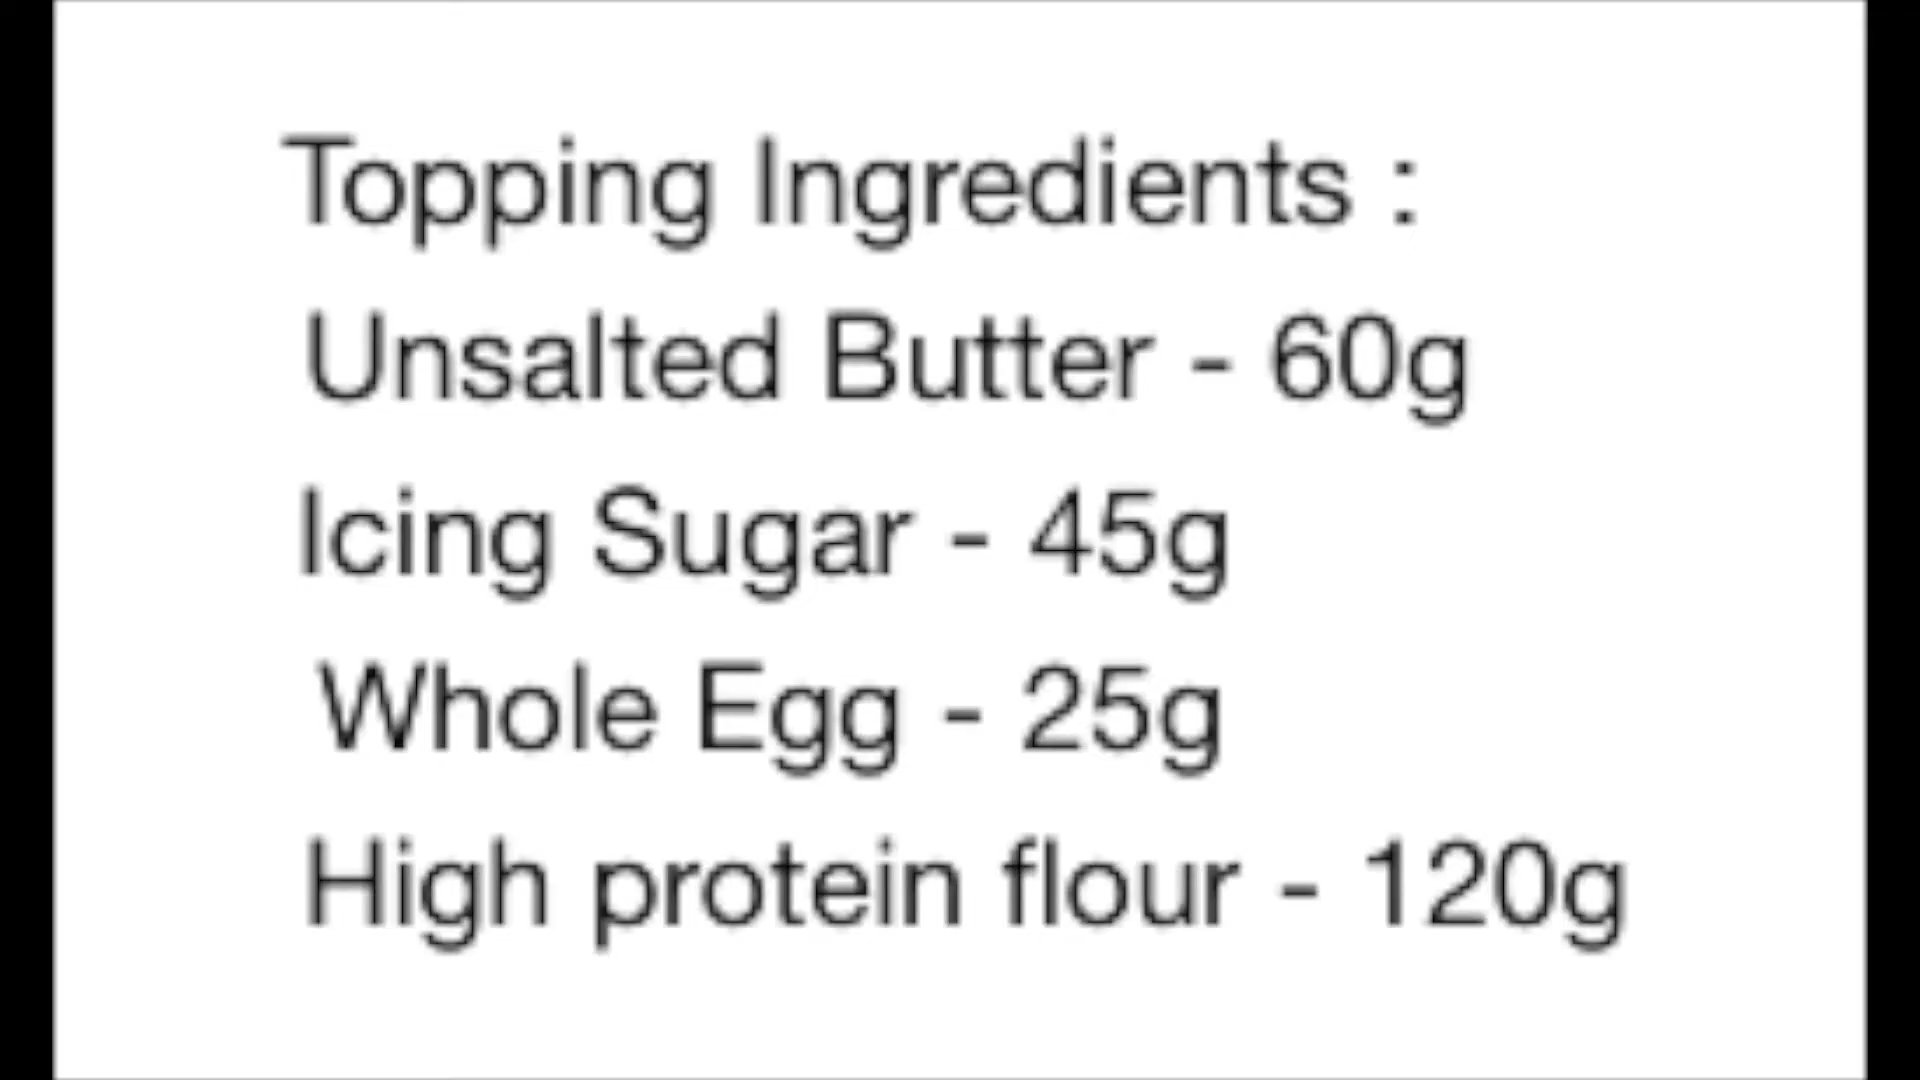 Topping Ingredients :
Unsalted Butter - 60g
Icing Sugar - 45g
Whole Egg - 25g
High protein flour - 120g